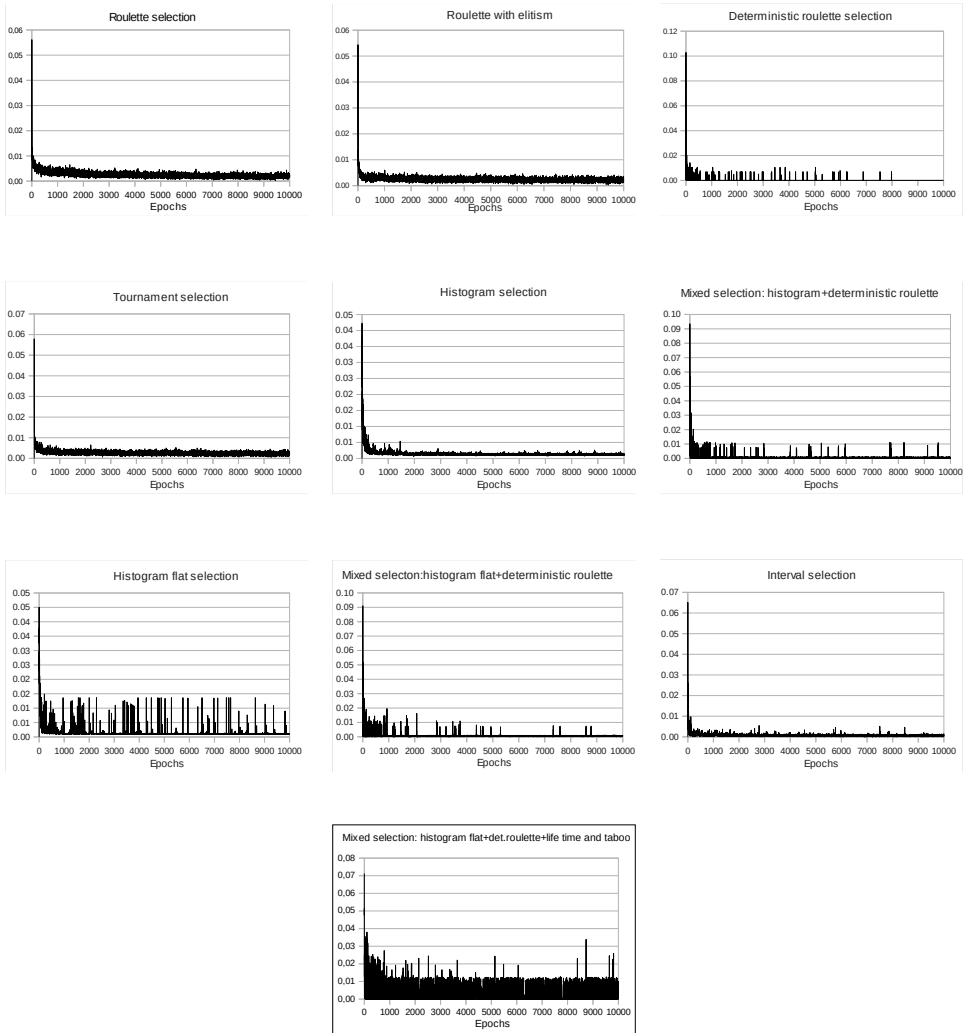 Roulette selection
0,06
0,05
0,04
0,03
0,02
0,01
0,00
0 1000 2000 3000 4000 5000 6000 7000 8000 9000 10000
Epochs
Roulette with elitism
0.06
0.05
0.04
0.03
0.02
0.01
0.00
0 1000 2000 3000 4000 5000 6000 7000 8000 9000 10000
Epochs
Deterministic roulette selection
0.12
0.10
0.08
0.06
0.04
0.02
0.00
0 1000 2000 3000 4000 5000 6000 7000 8000 9000 10000
Epochs
Tournament selection
0.07
0.06
0.05
0.04
0.03
0.02
0.01
0.00
0 1000 2000 3000 4000 5000 6000 7000 8000 9000 10000
Epochs
Histogram selection
0.05
0.04
0.04
0.03
0.03
0.02
0.02
0.01
0.01
0.00
0 1000 2000 3000 4000 5000 6000 7000 8000 9000 10000
Epochs
Mixed selection: histogram+deterministic roulette
0.10
0.09
0.08
0.07
0.06
0.05
0.04
0.03
0.02
0.01
0.00
0 1000 2000 3000 4000 5000 6000 7000 8000 9000 10000
Epochs
Histogram flat selection
0.05
0.05
0.04
0.04
0.03
0.03
0.02
0.02
0.01
0.01
0.00
0 1000 2000 3000 4000 5000 6000 7000 8000 9000 10000
Epochs
Mixed selecton:histogram flat+deterministic roulette
0.10
0.09
0.08
0.07
0.06
0.05
0.04
0.03
0.02
0.01
0.00
0 1000 2000 3000 4000 5000 6000 7000 8000 9000 10000
Epochs
Interval selection
0.07
0.06
0.05
0.04
0.03
0.02
0.01
0.00
0 1000 2000 3000 4000 5000 6000 7000 8000 9000 10000
Epochs
Mixed selection: histogram flat+det.roulette+life time and taboo
0,08
0,07
0,06
0,05
0,04
0,03
0,02
0,01
0,00
0 1000 2000 3000 4000 5000 6000 7000 8000 9000 10000
Epochs